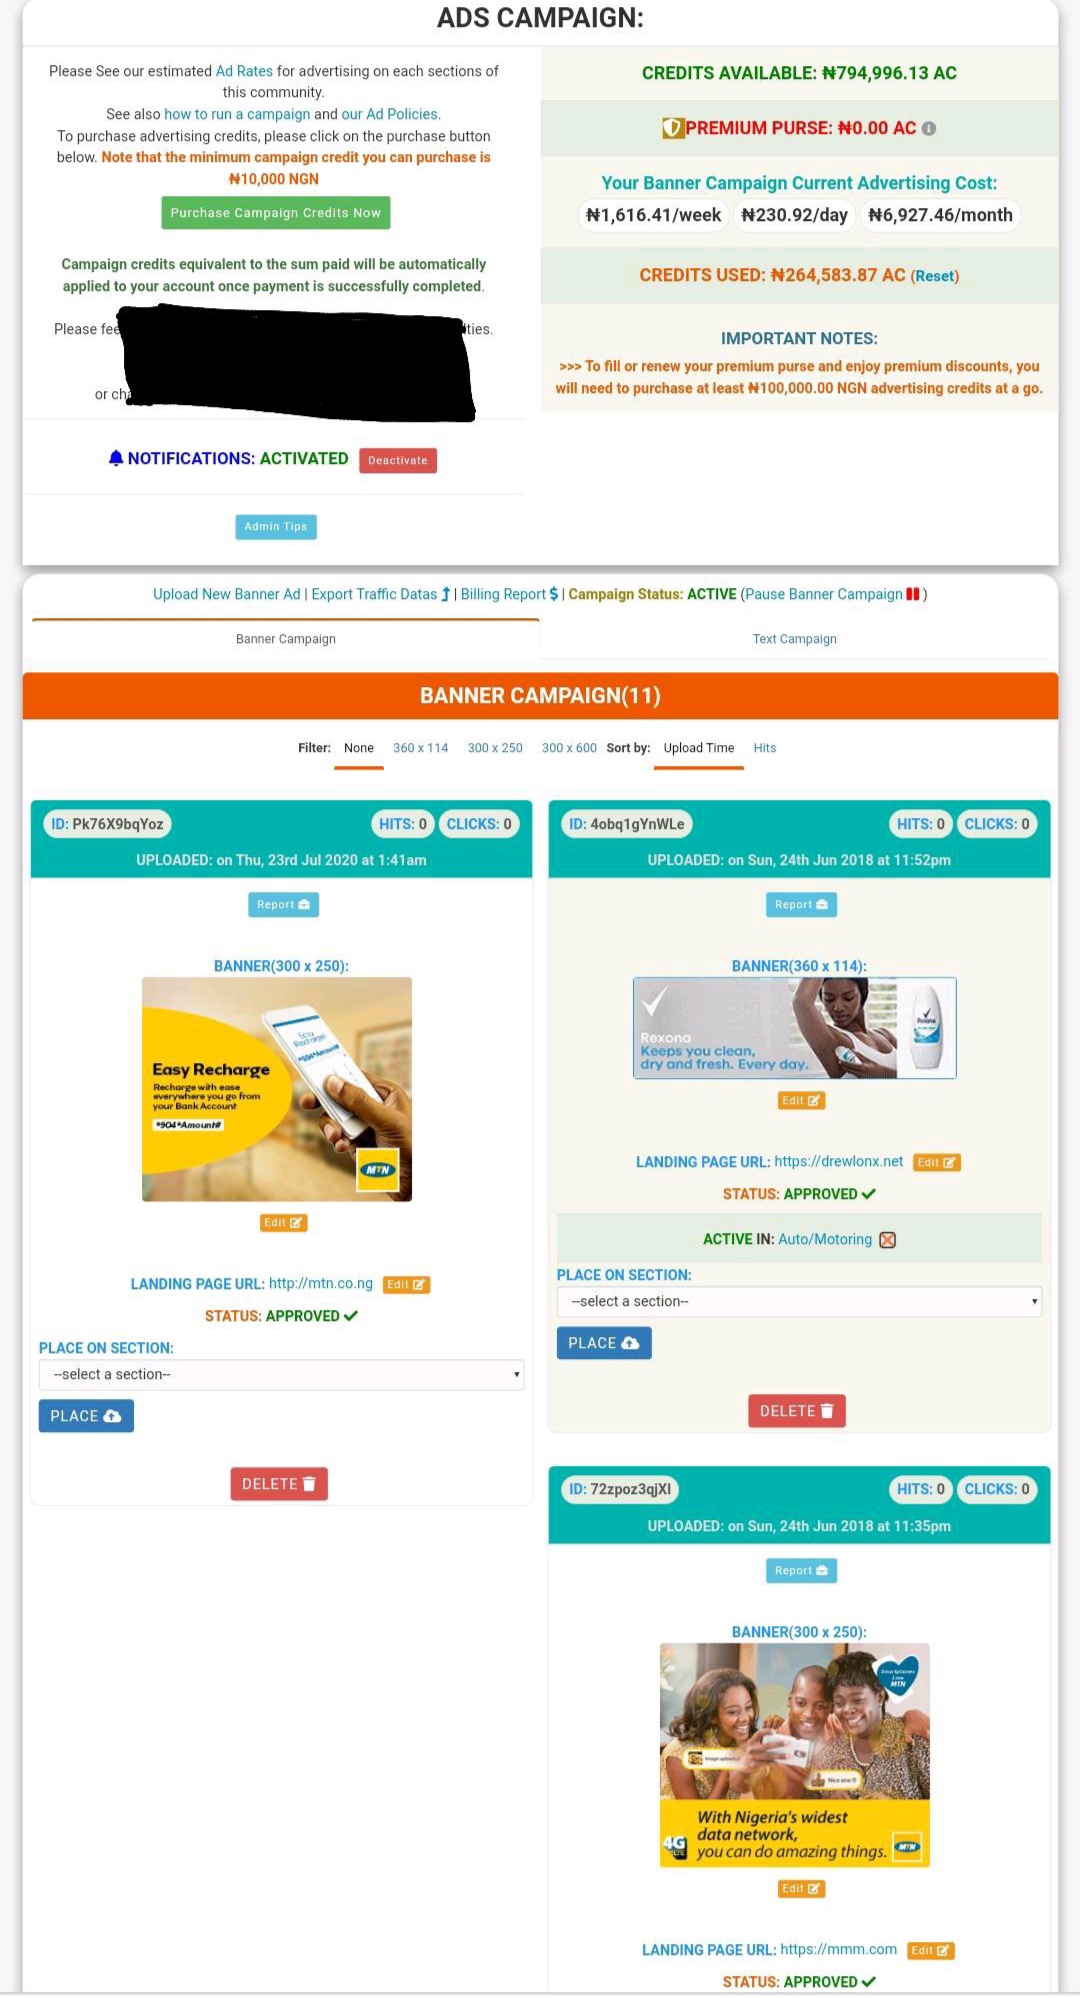 ADS CAMPAIGN:
Please See our estimated Ad Rates for advertising on each sections of
this community.
See also how to run a campaign and our Ad Policies.
To purchase advertising credits, please click on the purchase button
below. Note that the minimum campaign credit you can purchase is
₦10,000 NGN
Purchase Campaign Credits Now
Campaign credits equivalent to the sum paid will be automatically
applied to your account once payment is successfully completed.
Please
or
NOTIFICATIONS: ACTIVATED Deactivate
Admin Tips
CREDITS AVAILABLE: ₦794,996.13 AC
PREMIUM PURSE: ₦0.00 AC
Your Banner Campaign Current Advertising Cost:
₦1,616.41/week ₦230.92/day ₦6,927.46/month
CREDITS USED: ₦264,583.87 AC (Reset)
IMPORTANT NOTES:
>>> To fill or renew your premium purse and enjoy premium discounts, you
will need to purchase at least ₦100,000.00 NGN advertising credits at a go.
Upload New Banner Ad | Export Traffic Datas | Billing Report $ | Campaign Status: ACTIVE (Pause Banner Campaign )
Banner Campaign Text Campaign
BANNER CAMPAIGN(11)
Filter: None 360 x 114 300 x 250 300 x 600 Sort by: Upload Time Hits
ID: Pk76X9bqYoz HITS: 0 CLICKS: 0
UPLOADED: on Thu, 23rd Jul 2020 at 1:41am
Report
BANNER(300 x 250):
Easy Recharge
Recharge with ease
everywhere you go from
your Bank Account
*904*Amount#
MTN
Edit
LANDING PAGE URL: http://mtn.co.ng Edit
STATUS: APPROVED
PLACE ON SECTION:
--select a section--
PLACE
DELETE
ID: 4obq1gYnWLe HITS: 0 CLICKS: 0
UPLOADED: on Sun, 24th Jun 2018 at 11:52pm
Report
BANNER(360 x 114):
Rexona
Keeps you clean,
dry and fresh. Every day.
Rexona
Edit
LANDING PAGE URL: https://drewlonx.net Edit
STATUS: APPROVED
ACTIVE IN: Auto/Motoring
PLACE ON SECTION:
--select a section--
PLACE
DELETE
ID: 72zpoz3qjXl HITS: 0 CLICKS: 0
UPLOADED: on Sun, 24th Jun 2018 at 11:35pm
Report
BANNER(300 x 250):
Smartphones
Love
MTN
Image uploaded
Nice one!!
With Nigeria's widest
data network,
you can do amazing things.
4G
LTE
MTN
Edit
LANDING PAGE URL: https://mmm.com Edit
STATUS: APPROVED